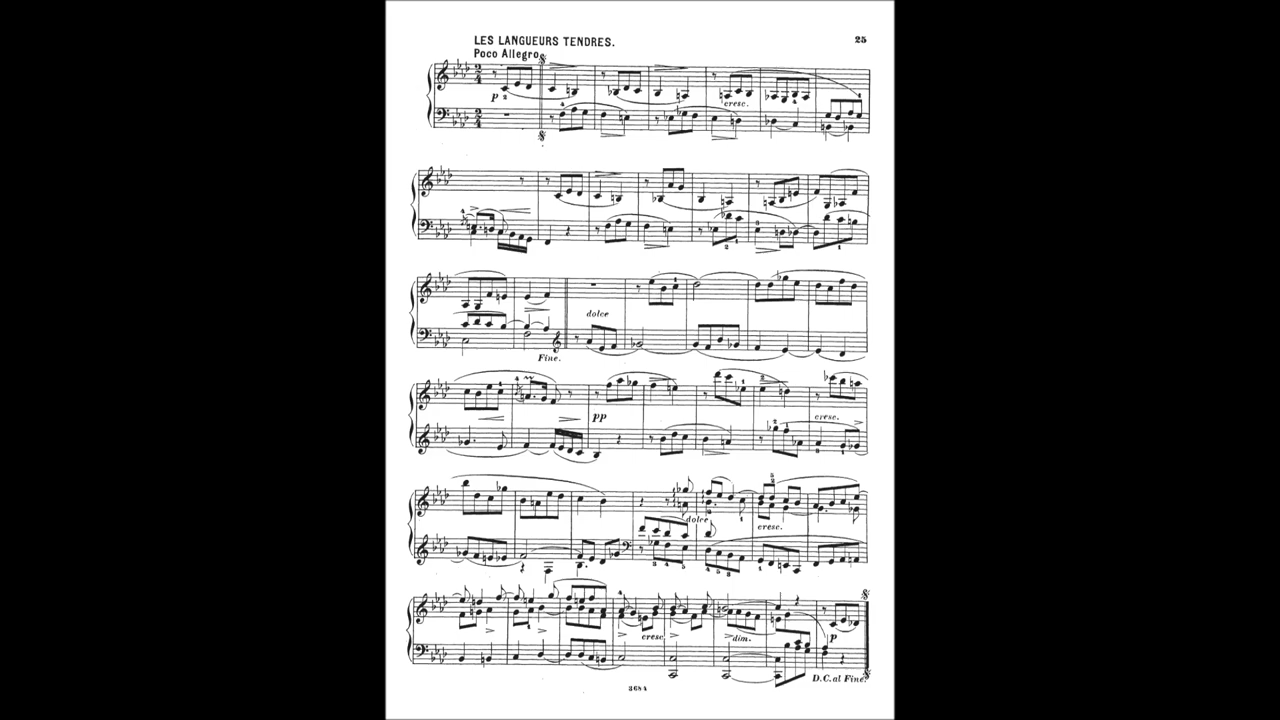 LES LANGUEURS TENDRES.
25
Poco Allegro
p
cresc.
dolce
Fine.
pp
cresc.
dolce
cresc.
cresc.
dim.
p
D.C. al Fine.
3684